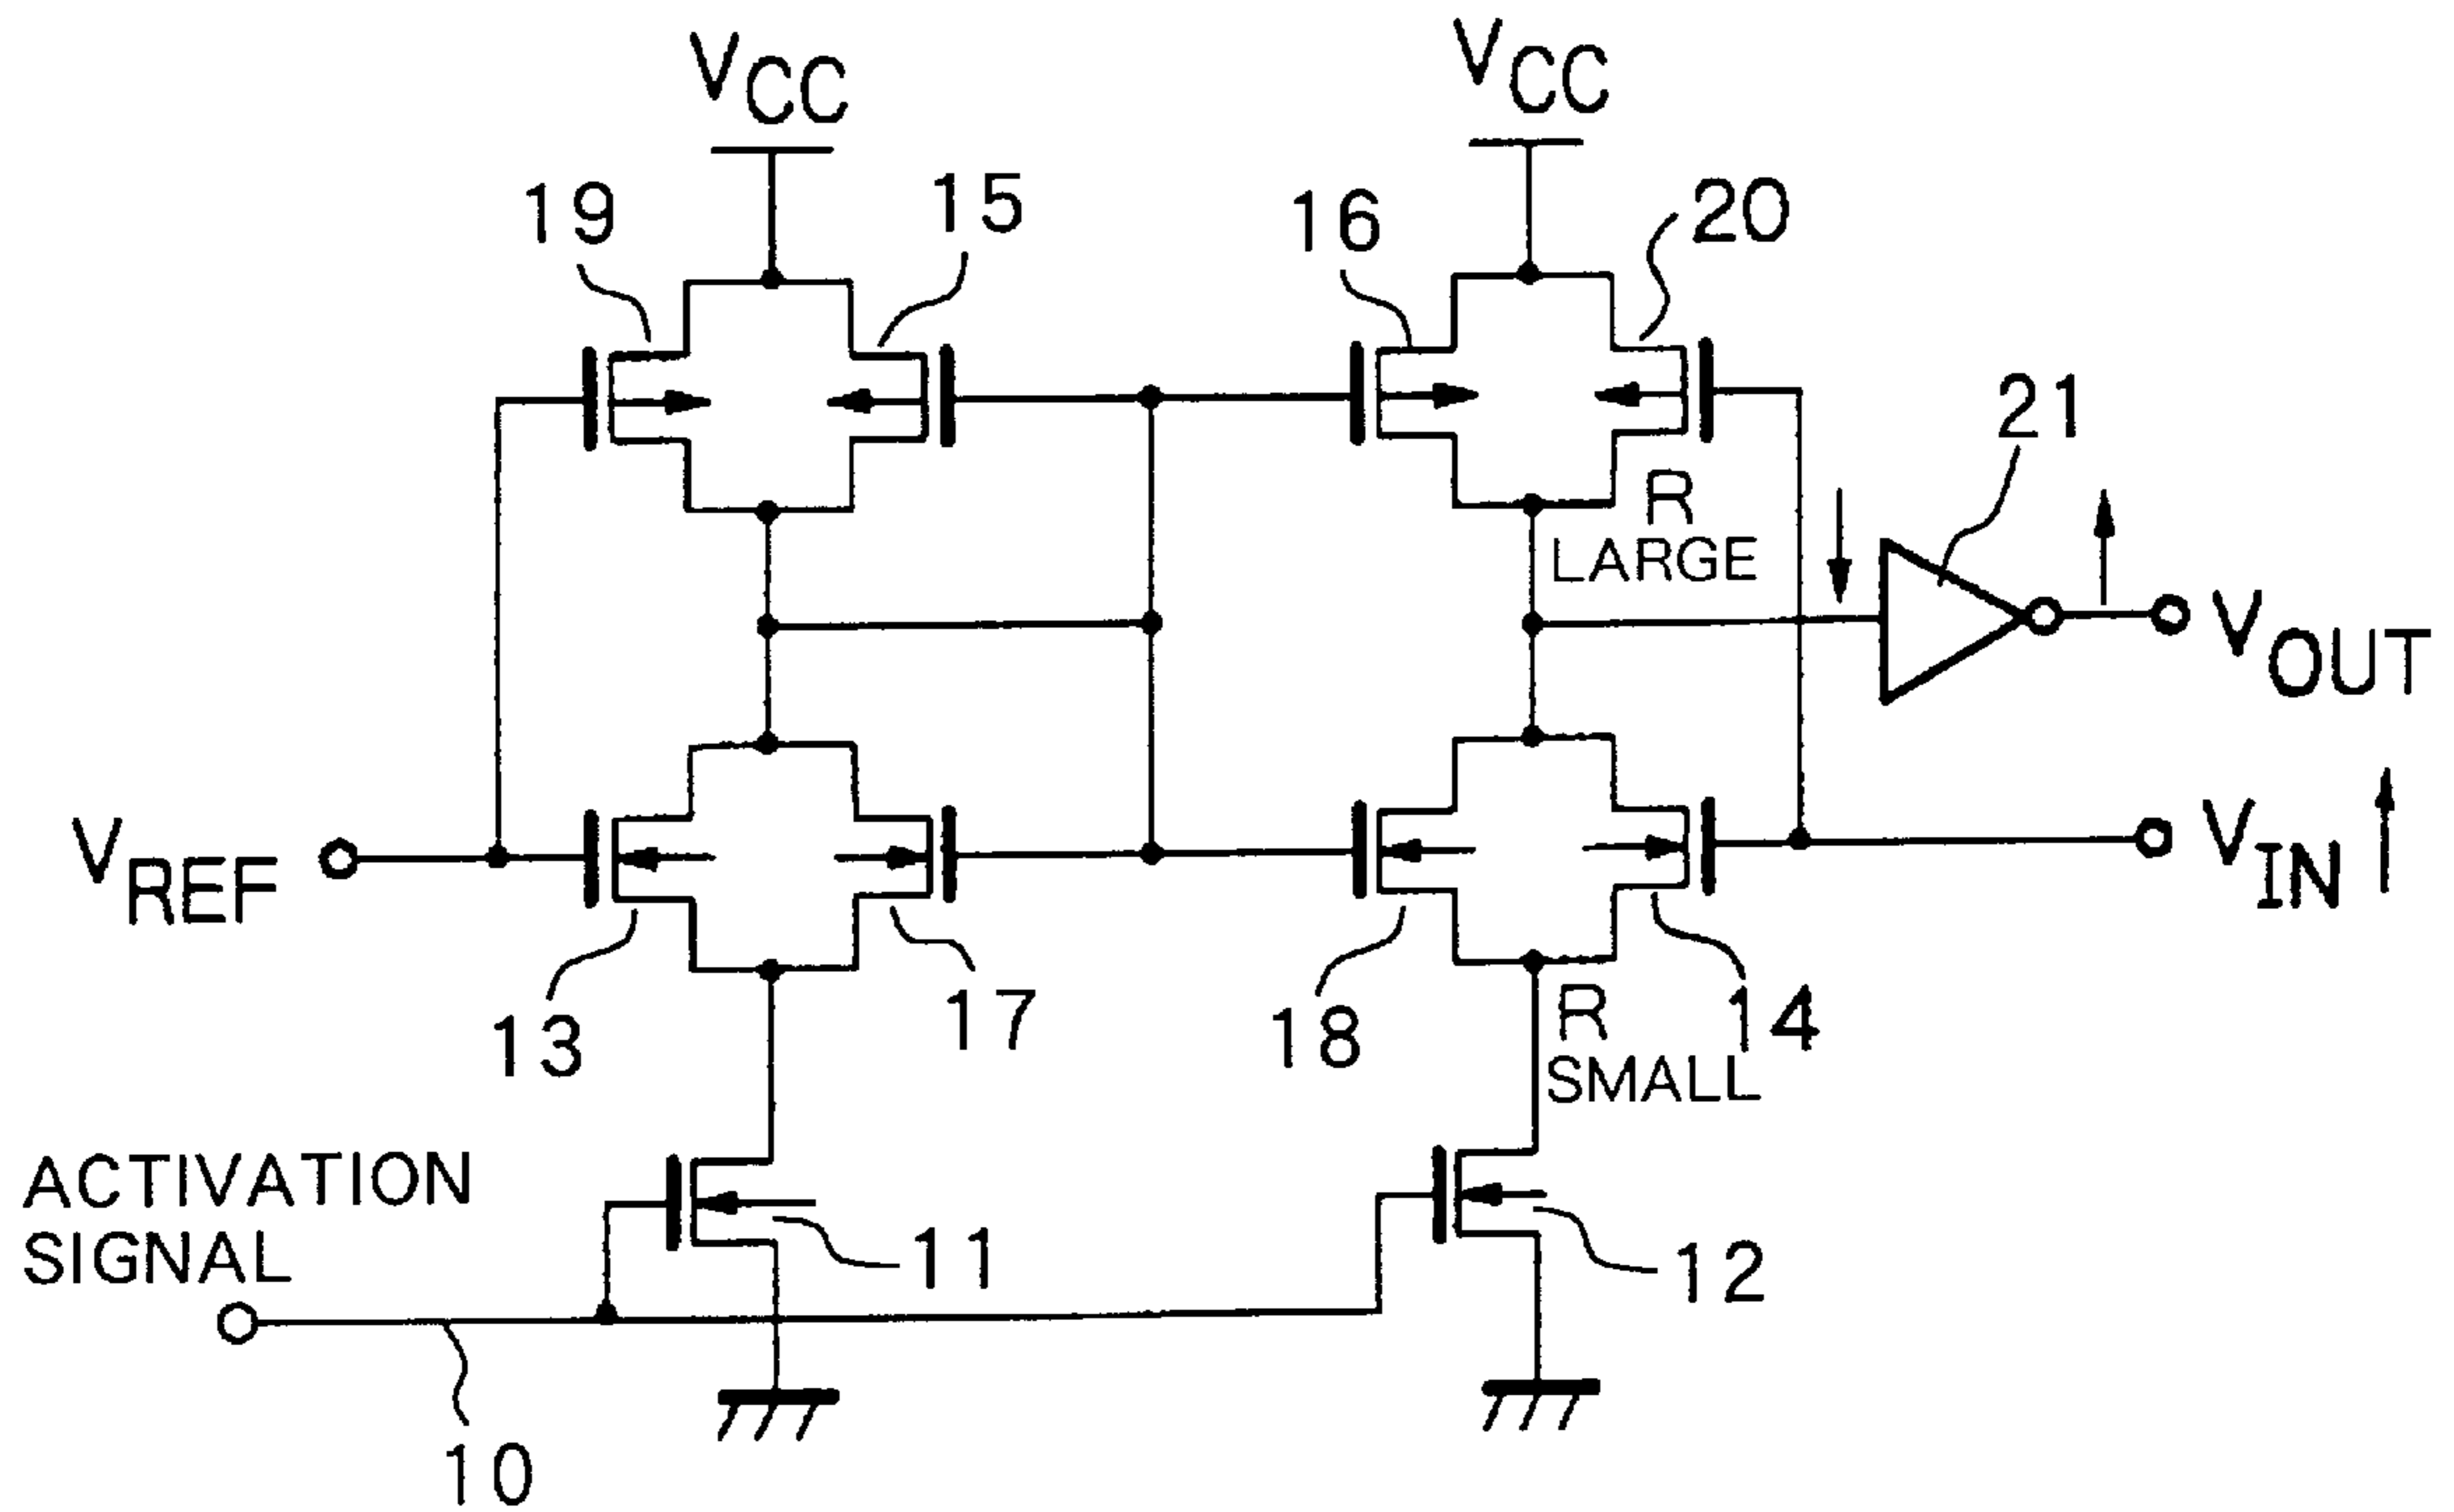 VCC
VCC
19
15
16
20
21
R
LARGE
VOUT
VREF
VIN
13
17
18
R
SMALL
14
ACTIVATION
SIGNAL
11
12
10